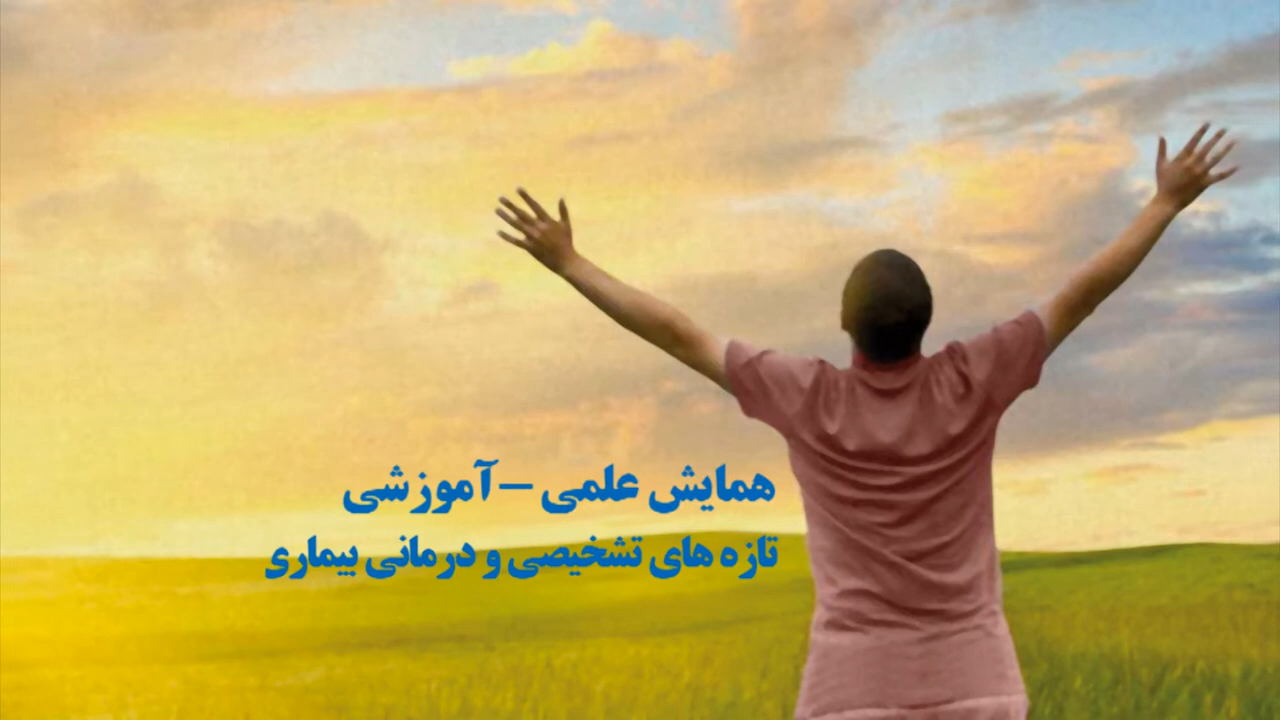 همایش علمی - آموزشی
تازه های تشخیصی و درمانی بیماری